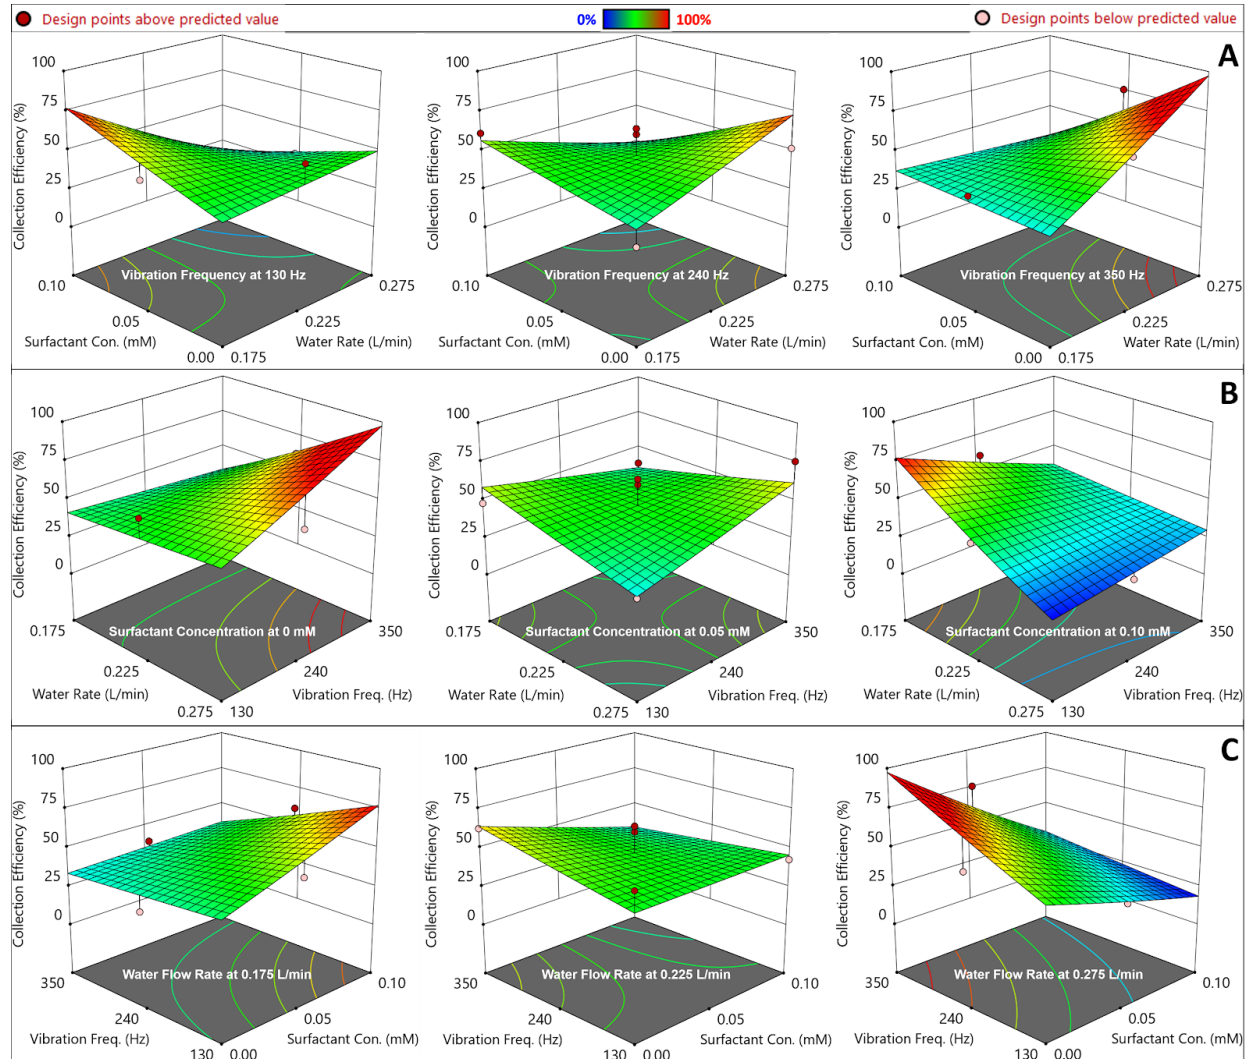 Design points above predicted value
0%
100%
Design points below predicted value
A
Collection Efficiency (%)
100
75
50
25
0
Vibration Frequency at 130 Hz
0.10
0.05
0.00
Surfactant Con. (mM)
0.175
0.225
0.275
Water Rate (L/min)
Collection Efficiency (%)
100
75
50
25
0
Vibration Frequency at 240 Hz
0.10
0.05
0.00
Surfactant Con. (mM)
0.175
0.225
0.275
Water Rate (L/min)
Collection Efficiency (%)
100
75
50
25
0
Vibration Frequency at 350 Hz
0.10
0.05
0.00
Surfactant Con. (mM)
0.175
0.225
0.275
Water Rate (L/min)
B
Collection Efficiency (%)
100
75
50
25
0
Surfactant Concentration at 0 mM
0.175
0.225
0.275
Water Rate (L/min)
130
240
350
Vibration Freq. (Hz)
Collection Efficiency (%)
100
75
50
25
0
Surfactant Concentration at 0.05 mM
0.175
0.225
0.275
Water Rate (L/min)
130
240
350
Vibration Freq. (Hz)
Collection Efficiency (%)
100
75
50
25
0
Surfactant Concentration at 0.10 mM
0.175
0.225
0.275
Water Rate (L/min)
130
240
350
Vibration Freq. (Hz)
C
Collection Efficiency (%)
100
75
50
25
0
Water Flow Rate at 0.175 L/min
350
240
130
Vibration Freq. (Hz)
0.00
0.05
0.10
Surfactant Con. (mM)
Collection Efficiency (%)
100
75
50
25
0
Water Flow Rate at 0.225 L/min
350
240
130
Vibration Freq. (Hz)
0.00
0.05
0.10
Surfactant Con. (mM)
Collection Efficiency (%)
100
75
50
25
0
Water Flow Rate at 0.275 L/min
350
240
130
Vibration Freq. (Hz)
0.00
0.05
0.10
Surfactant Con. (mM)